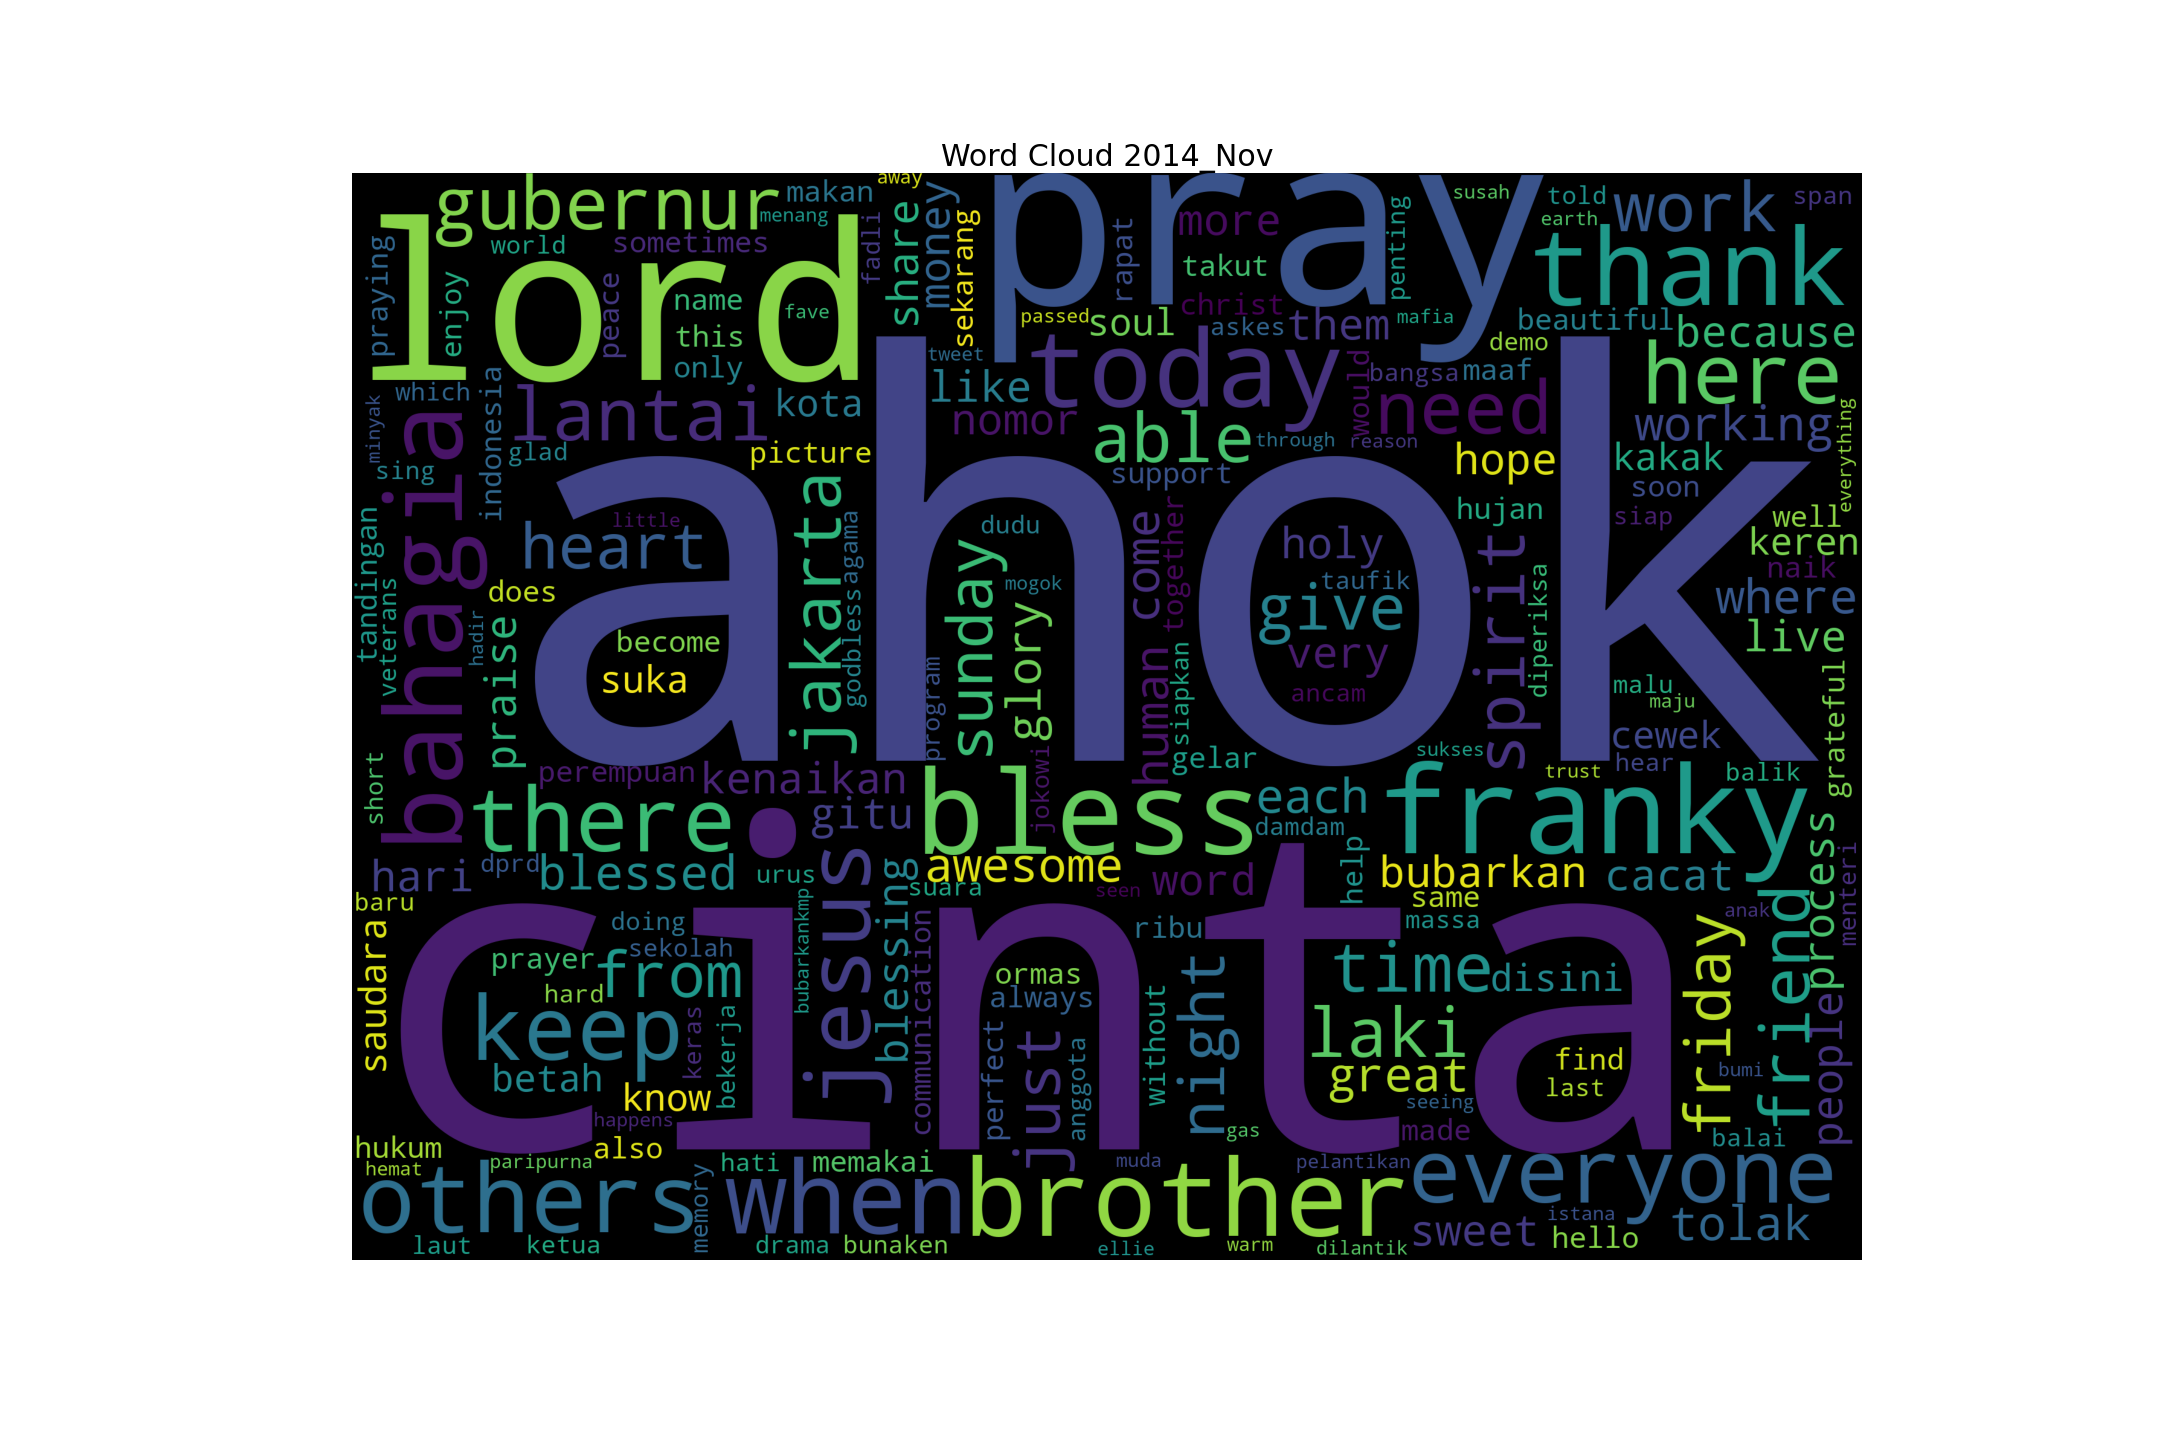 Word Cloud 2014_Nov
ahok
cinta
pray
lord
bless
franky
thank
bahagia
brother
there
today
everyone
others
when
jesus
keep
here
need
gubernur
lantai
work
able
heart
jakarta
sunday
spirit
friend
friday
night
just
from
time
laki
give
human
come
share
money
sekarang
more
them
soul
christ
takut
rapat
penting
susah
told
earth
span
because
beautiful
demo
maaf
bangsa
mafia
askes
passed
away
makan
menang
fadli
sometimes
world
praying
enjoy
peace
name
this
only
fave
which
indonesia
minyak
sing
glad
kota
picture
like
tweet
nomor
support
through
reason
would
hope
working
kakak
soon
siap
hujan
everything
well
keren
naik
where
live
grateful
malu
maju
cewek
hear
balik
trust
sukses
diperiksa
holy
taufik
very
ancam
together
siapkan
gelar
glory
mogok
dudu
program
godbless
agama
little
does
become
suka
praise
hadir
tandingan
veterans
short
perempuan
kenaikan
gitu
jokowi
each
damdam
awesome
word
seen
suara
urus
blessed
dprd
hari
baru
saudara
doing
sekolah
prayer
hard
betah
know
keras
bekerja
bubarkankmp
blessing
communication
ormas
always
perfect
anggota
without
ribu
help
bubarkan
same
massa
cacat
disini
process
menteri
anak
people
bumi
balai
find
last
great
seeing
made
gas
muda
pelantikan
sweet
istana
hello
tolak
dilantik
warm
ellie
bunaken
drama
memakai
hati
memory
also
happens
paripurna
hukum
hemat
laut
ketua